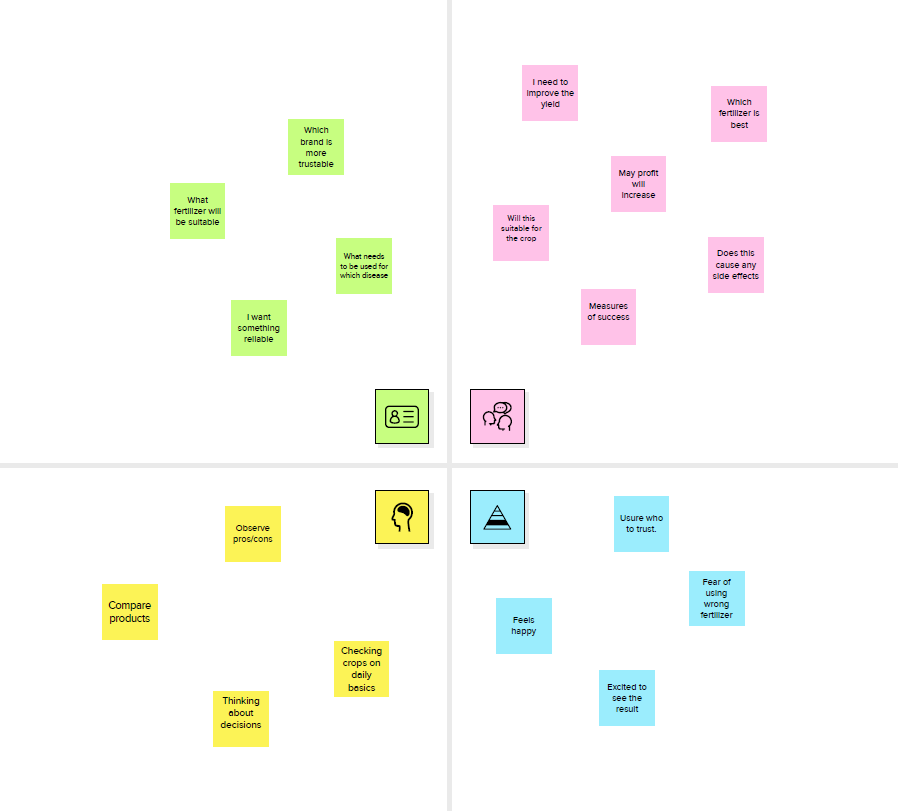 Which
brand is
more
trustable
What
fertilizer will
be suitable
What needs
to be used for
which disease
I want
something
reliable
I need to
improve the
yield
Which
fertilizer is
best
May profit
will
increase
Will this
suitable for
the crop
Does this
cause any
side effects
Measures
of success
Observe
pros/cons
Compare
products
Checking
crops on
daily
basics
Thinking
about
decisions
Usure who
to trust.
Fear of
using
wrong
fertilizer
Feels
happy
Excited to
see the
result